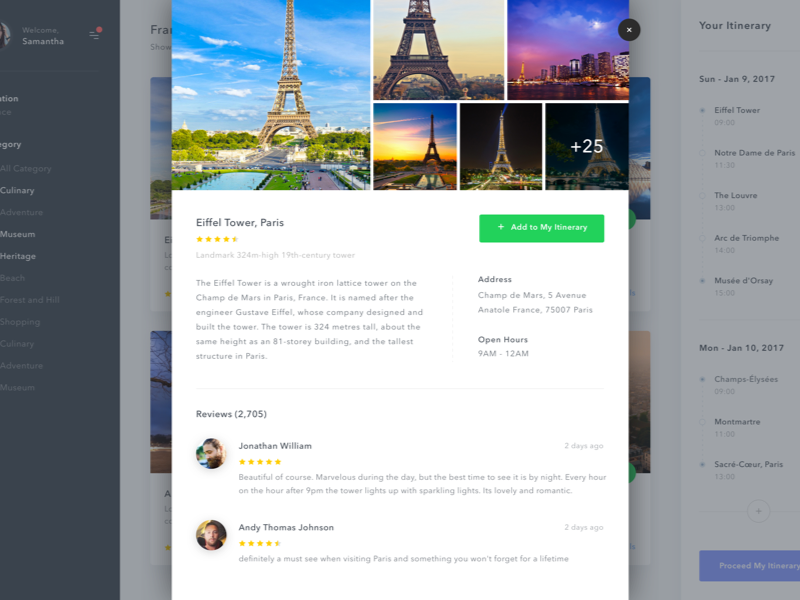 Welcome,
Samantha
ation
ce
egory
All Category
Culinary
Adventure
Museum
Heritage
Beach
Forest and Hill
Shopping
Culinary
Adventure
Museum
Fra
Show
×
+25
Eiffel Tower, Paris
Landmark 324m-high 19th-century tower
+ Add to My Itinerary
The Eiffel Tower is a wrought iron lattice tower on the
Champ de Mars in Paris, France. It is named after the
engineer Gustave Eiffel, whose company designed and
built the tower. The tower is 324 metres tall, about the
same height as an 81-storey building, and the tallest
structure in Paris.
Address
Champ de Mars, 5 Avenue
Anatole France, 75007 Paris
Open Hours
9AM - 12AM
Reviews (2,705)
Jonathan William
2 days ago
Beautiful of course. Marvelous during the day, but the best time to see it is by night. Every hour
on the hour after 9pm the tower lights up with sparkling lights. Its lovely and romantic.
Andy Thomas Johnson
2 days ago
definitely a must see when visiting Paris and something you won't forget for a lifetime
Your Itinerary
Sun - Jan 9, 2017
Eiffel Tower
09:00
Notre Dame de Paris
11:30
The Louvre
13:00
Arc de Triomphe
14:00
Musée d'Orsay
15:00
Mon - Jan 10, 2017
Champs-Élysées
09:00
Montmartre
11:00
Sacré-Cœur, Paris
13:00
+
Proceed My Itinerary